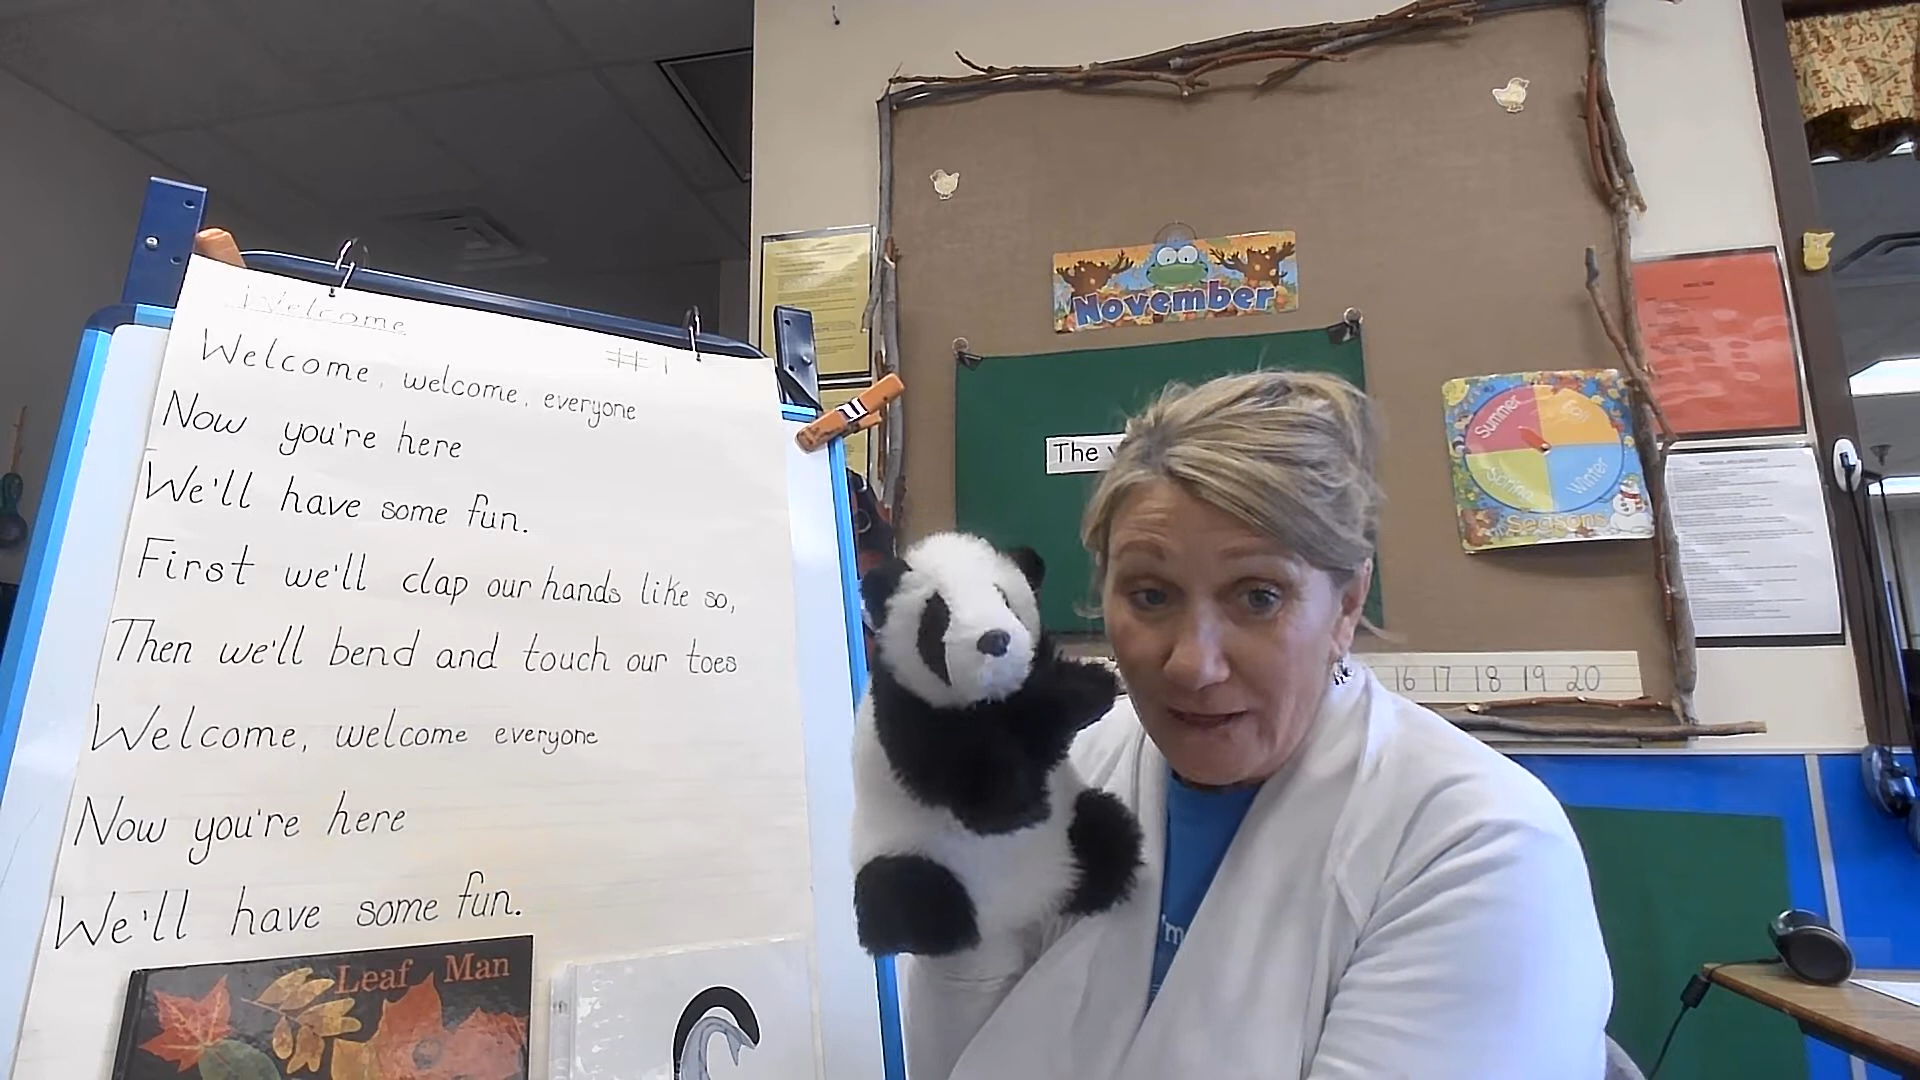 Welcome
#1
Welcome, welcome, everyone
Now you're here
We'll have some fun.
First we'll clap our hands like so,
Then we'll bend and touch our toes
Welcome, welcome everyone
Now you're here
We'll have some fun.
Leaf Man
November
The
Summer
Fall
Spring
Winter
Seasons
16 17 18 19 20